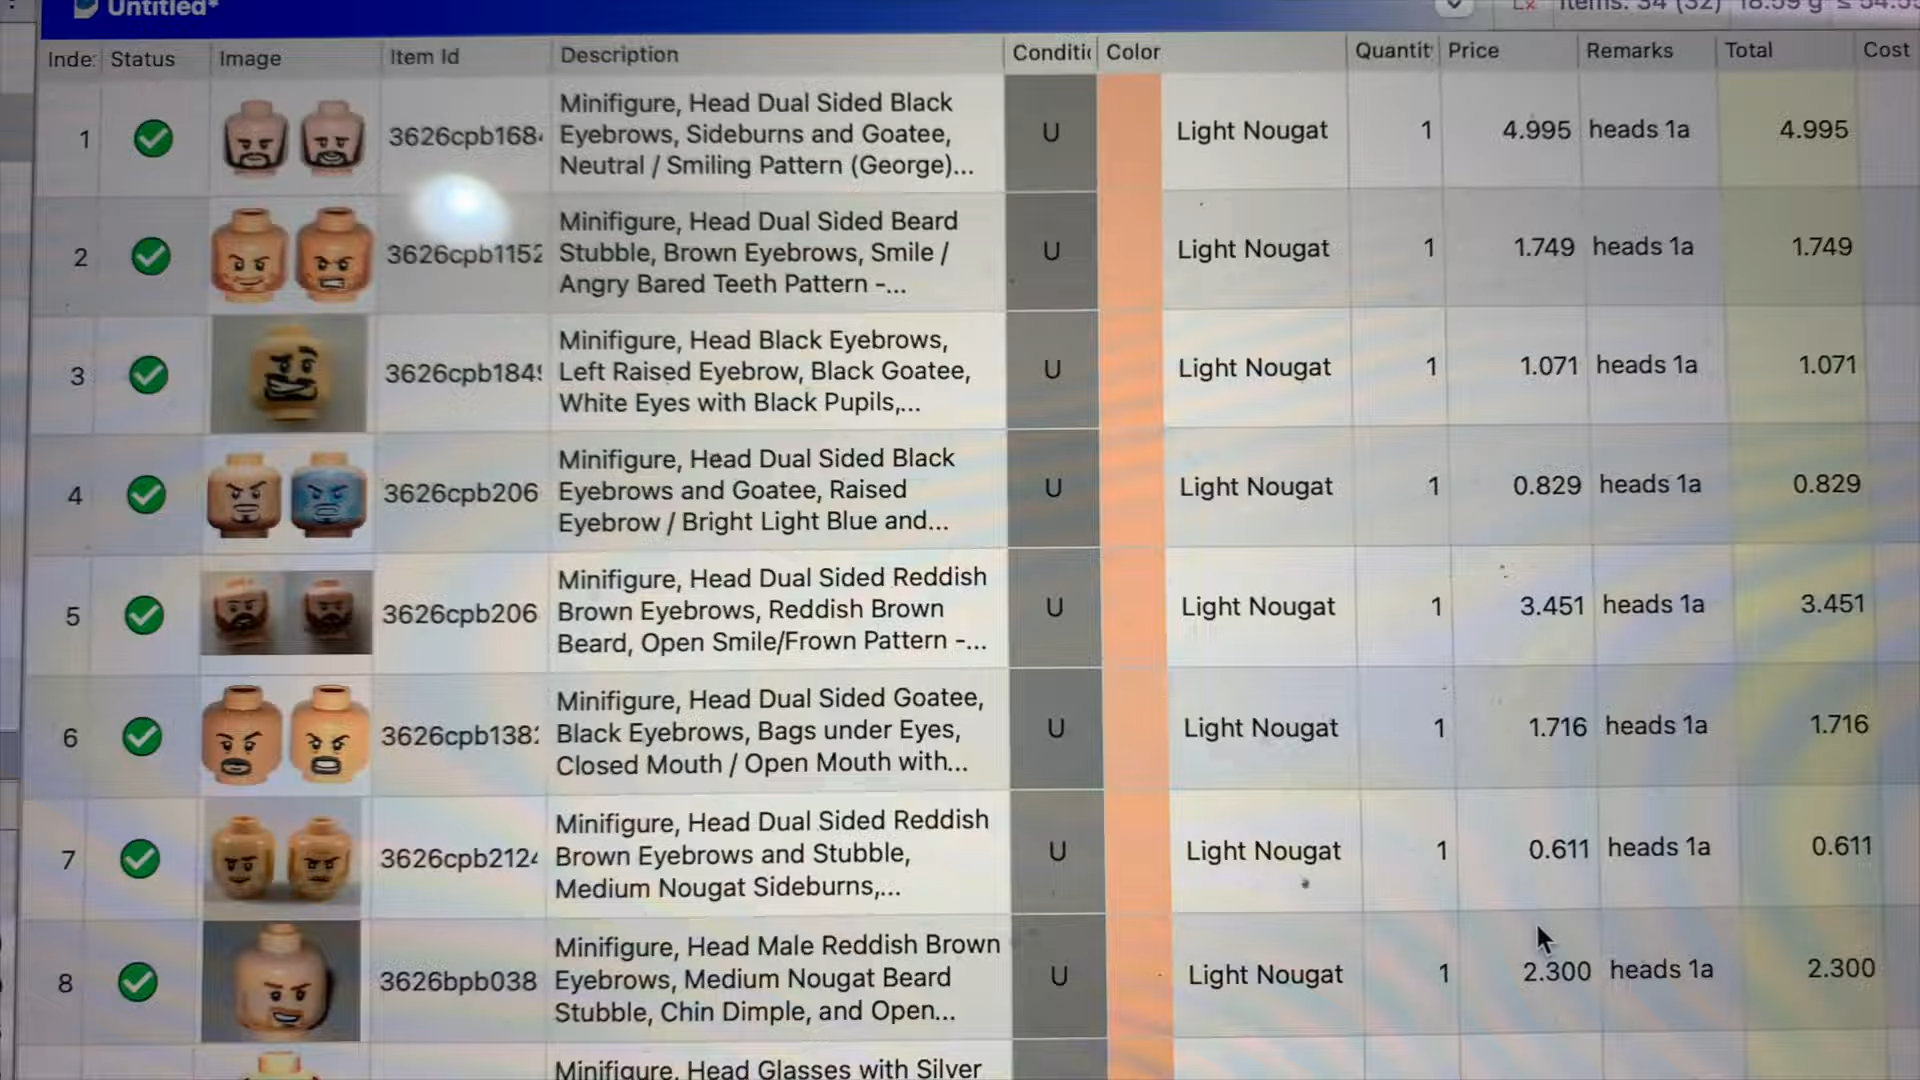 Untitled*
Items: 34 (32) 18.59 g
Inde: Status Image Item Id Description Conditi Color Quantit Price Remarks Total Cost
1 3626cpb168 Minifigure, Head Dual Sided Black Eyebrows, Sideburns and Goatee, Neutral / Smiling Pattern (George)... U Light Nougat 1 4.995 heads 1a 4.995
2 3626cpb1152 Minifigure, Head Dual Sided Beard Stubble, Brown Eyebrows, Smile / Angry Bared Teeth Pattern -... U Light Nougat 1 1.749 heads 1a 1.749
3 3626cpb184 Minifigure, Head Black Eyebrows, Left Raised Eyebrow, Black Goatee, White Eyes with Black Pupils,... U Light Nougat 1 1.071 heads 1a 1.071
4 3626cpb206 Minifigure, Head Dual Sided Black Eyebrows and Goatee, Raised Eyebrow / Bright Light Blue and... U Light Nougat 1 0.829 heads 1a 0.829
5 3626cpb206 Minifigure, Head Dual Sided Reddish Brown Eyebrows, Reddish Brown Beard, Open Smile/Frown Pattern -... U Light Nougat 1 3.451 heads 1a 3.451
6 3626cpb138 Minifigure, Head Dual Sided Goatee, Black Eyebrows, Bags under Eyes, Closed Mouth / Open Mouth with... U Light Nougat 1 1.716 heads 1a 1.716
7 3626cpb212 Minifigure, Head Dual Sided Reddish Brown Eyebrows and Stubble, Medium Nougat Sideburns,... U Light Nougat 1 0.611 heads 1a 0.611
8 3626bpb038 Minifigure, Head Male Reddish Brown Eyebrows, Medium Nougat Beard Stubble, Chin Dimple, and Open... U Light Nougat 1 2.300 heads 1a 2.300
Minifigure, Head Glasses with Silver